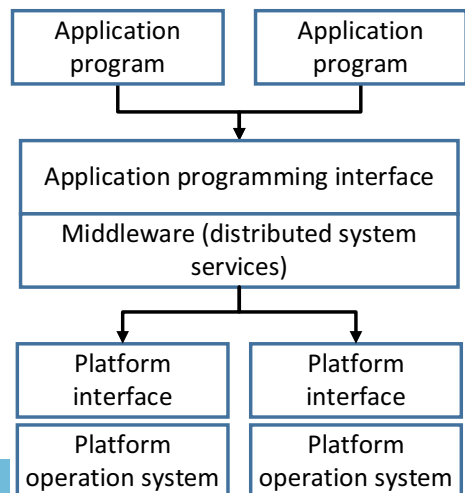 Application
program
Application
program
Application programming interface
Middleware (distributed system
services)
Platform
interface
Platform
interface
Platform
operation system
Platform
operation system